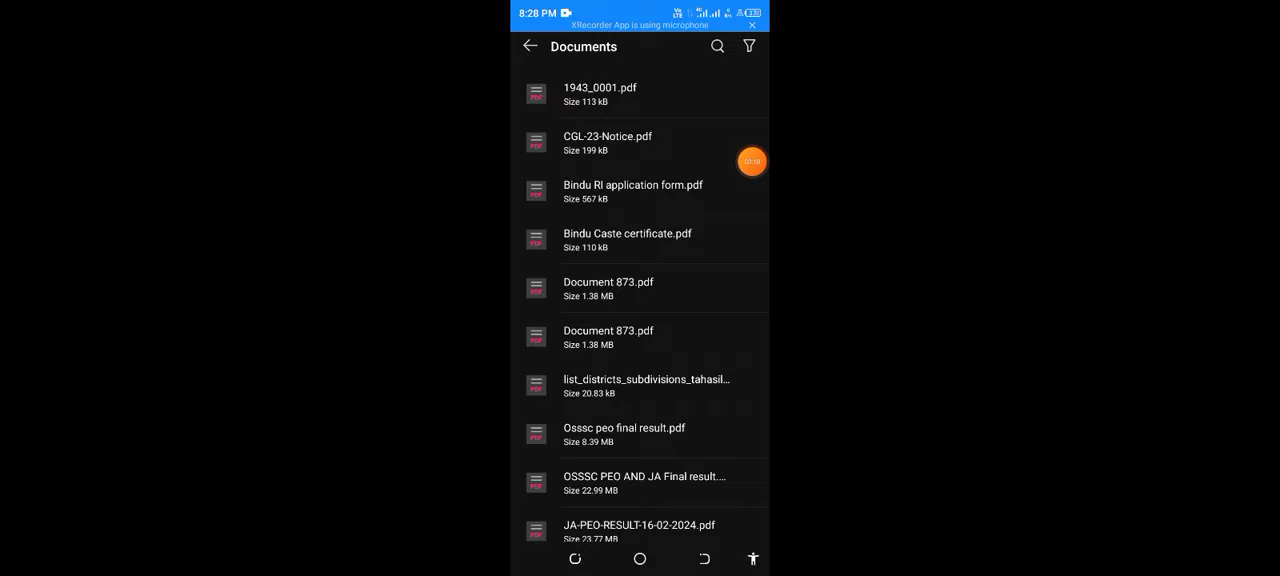 8:28 PM
XRecorder App is using microphone
Documents
1943_0001.pdf
Size 113 kB
CGL-23-Notice.pdf
Size 199 kB
02:18
Bindu RI application form.pdf
Size 567 kB
Bindu Caste certificate.pdf
Size 110 kB
Document 873.pdf
Size 1.38 MB
Document 873.pdf
Size 1.38 MB
list_districts_subdivisions_tahasil...
Size 20.83 kB
Osssc peo final result.pdf
Size 8.39 MB
OSSSC PEO AND JA Final result....
Size 22.99 MB
JA-PEO-RESULT-16-02-2024.pdf
Size 23.77 MB